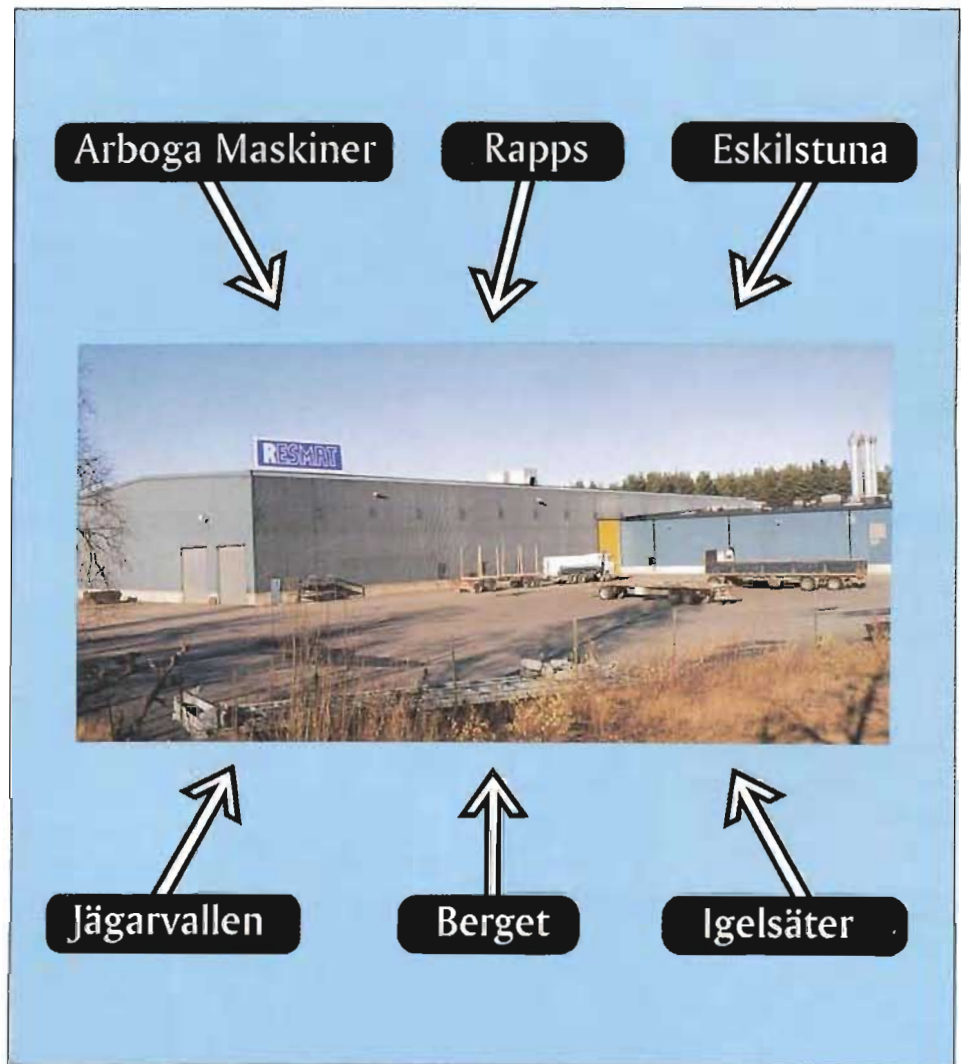 Arboga Maskiner
Rapps
Eskilstuna
RESMAT
Jägarvallen
Berget
Igelsäter